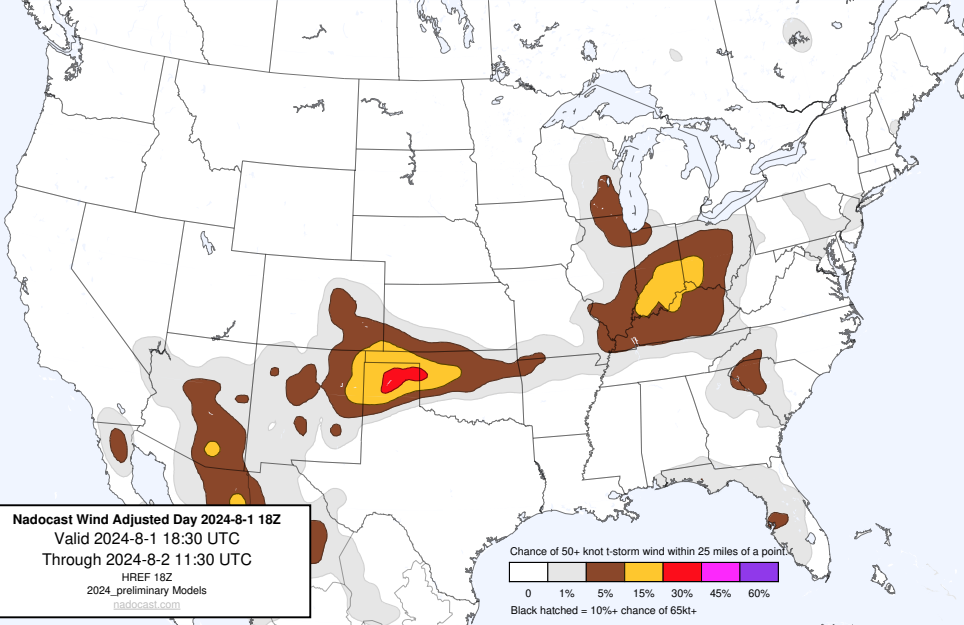 Nadocast Wind Adjusted Day 2024-8-1 18Z
Valid 2024-8-1 18:30 UTC
Through 2024-8-2 11:30 UTC
HREF 18Z
2024_preliminary Models
nadocast.com
Chance of 50+ knot t-storm wind within 25 miles of a point.
0 1% 5% 15% 30% 45% 60%
Black hatched = 10%+ chance of 65kt+